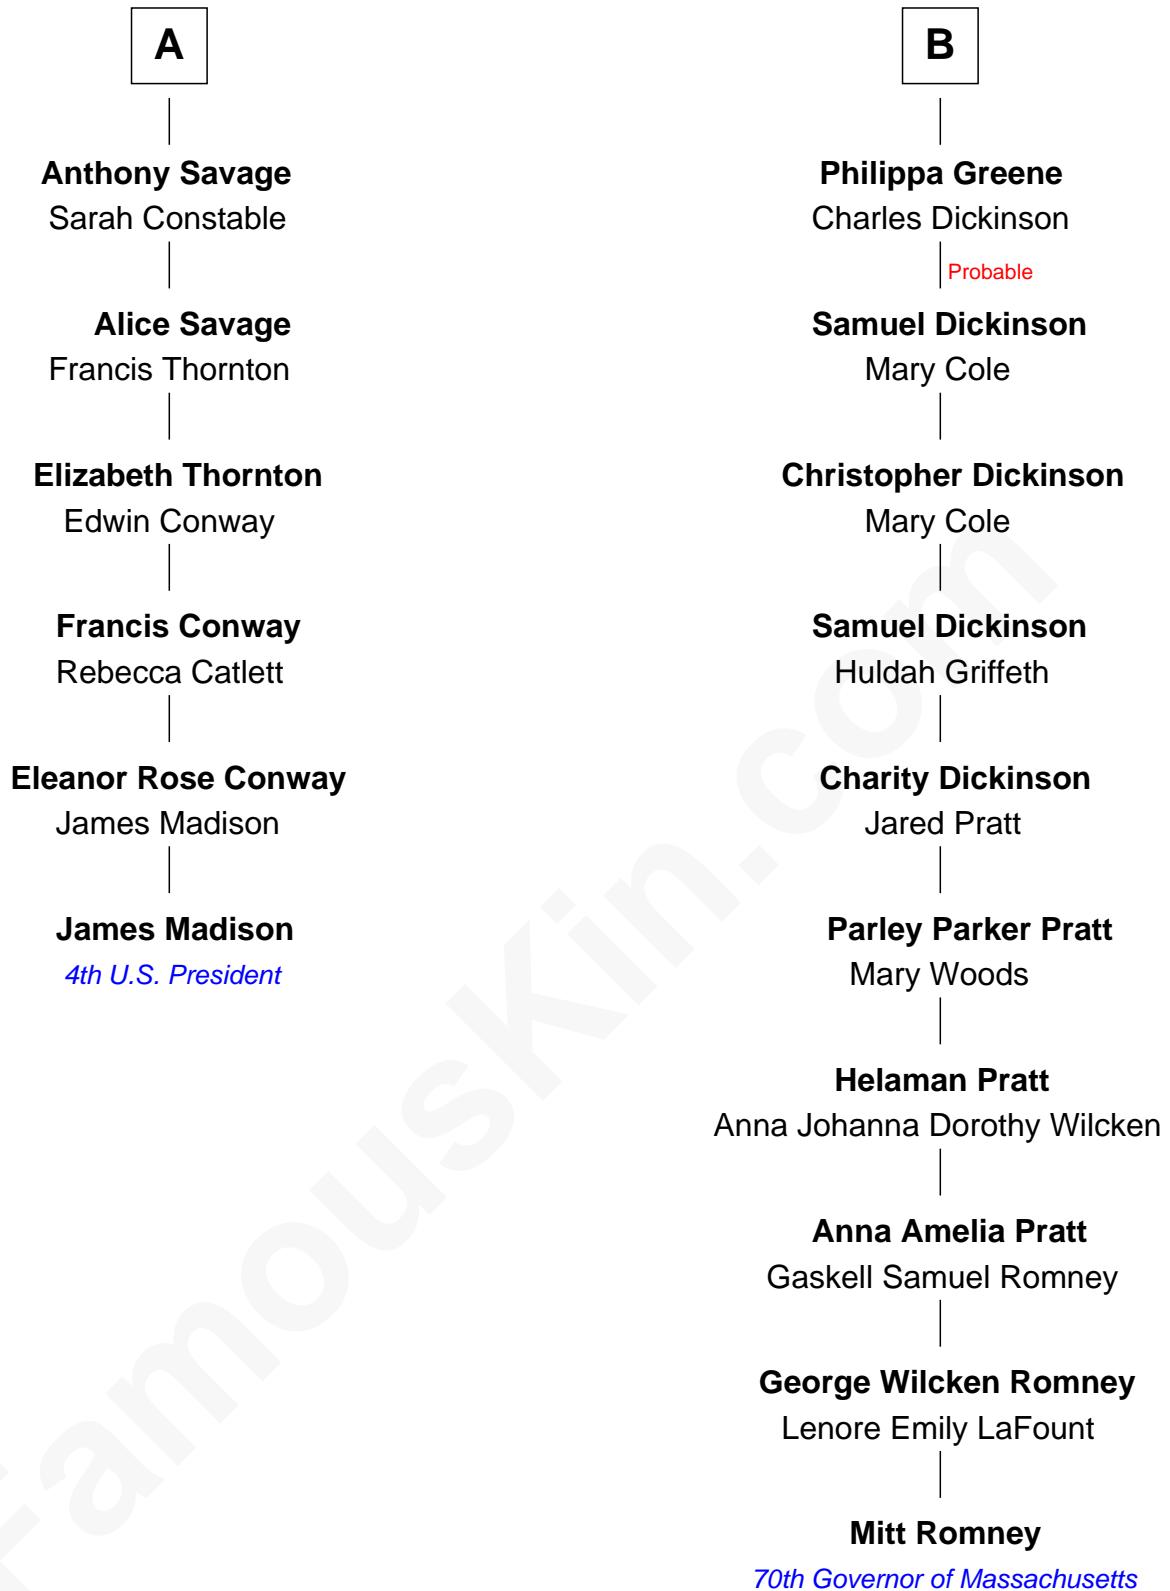 A
Anthony Savage
Sarah Constable
Alice Savage
Francis Thornton
Elizabeth Thornton
Edwin Conway
Francis Conway
Rebecca Catlett
Eleanor Rose Conway
James Madison
James Madison
4th U.S. President
B
Philippa Greene
Charles Dickinson
Probable
Samuel Dickinson
Mary Cole
Christopher Dickinson
Mary Cole
Samuel Dickinson
Huldah Griffeth
Charity Dickinson
Jared Pratt
Parley Parker Pratt
Mary Woods
Helaman Pratt
Anna Johanna Dorothy Wilcken
Anna Amelia Pratt
Gaskell Samuel Romney
George Wilcken Romney
Lenore Emily LaFount
Mitt Romney
70th Governor of Massachusetts
FamousKin.com